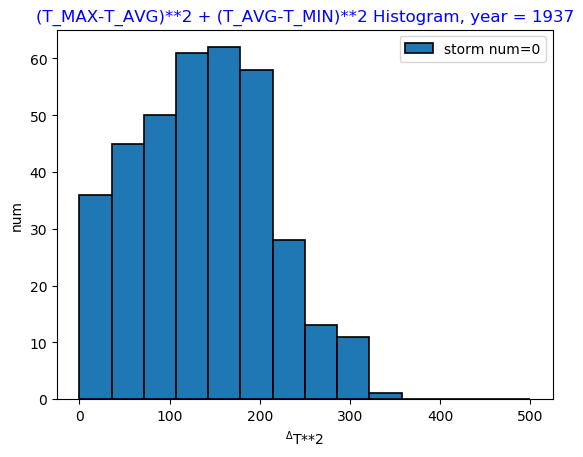 (T_MAX-T_AVG)**2 + (T_AVG-T_MIN)**2 Histogram, year = 1937
storm num=0
60
50
40
30
20
10
0
num
0 100 200 300 400 500
ΔT**2